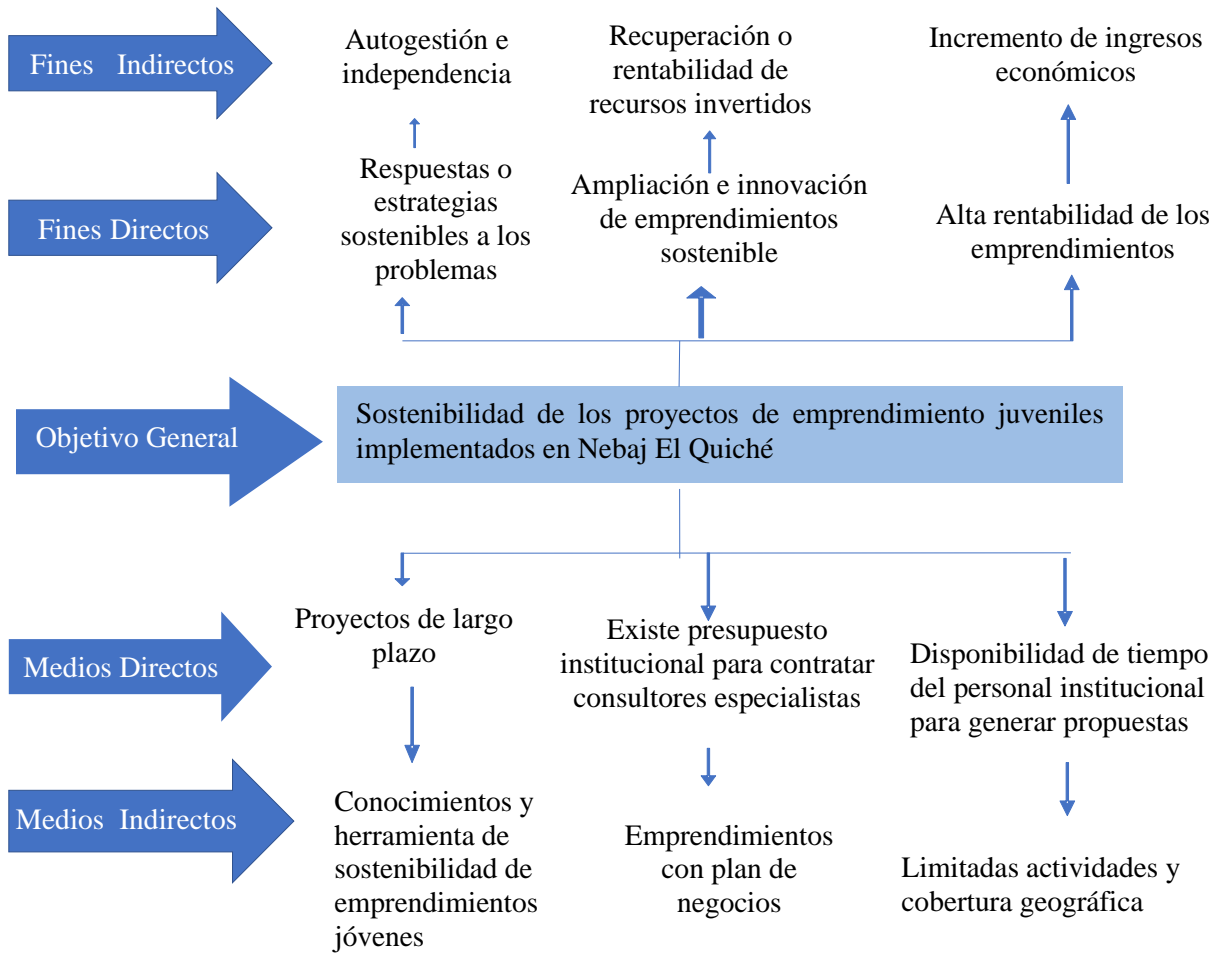 Fines Indirectos
Autogestión e
independencia
Recuperación o
rentabilidad de
recursos invertidos
Incremento de ingresos
económicos
Fines Directos
Respuestas o
estrategias
sostenibles a los
problemas
Ampliación e innovación
de emprendimientos
sostenible
Alta rentabilidad de los
emprendimientos
Objetivo General
Sostenibilidad de los proyectos de emprendimiento juveniles
implementados en Nebaj El Quiché
Medios Directos
Proyectos de largo
plazo
Existe presupuesto
institucional para contratar
consultores especialistas
Disponibilidad de tiempo
del personal institucional
para generar propuestas
Medios Indirectos
Conocimientos y
herramienta de
sostenibilidad de
emprendimientos
jóvenes
Emprendimientos
con plan de
negocios
Limitadas actividades y
cobertura geográfica